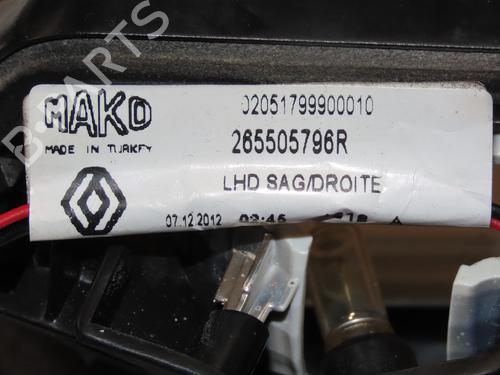 MAKO
02051799900010
265505796R
MADE IN TURKEY
LHD SAG/DROITE
07.12.2012
B-PARTS